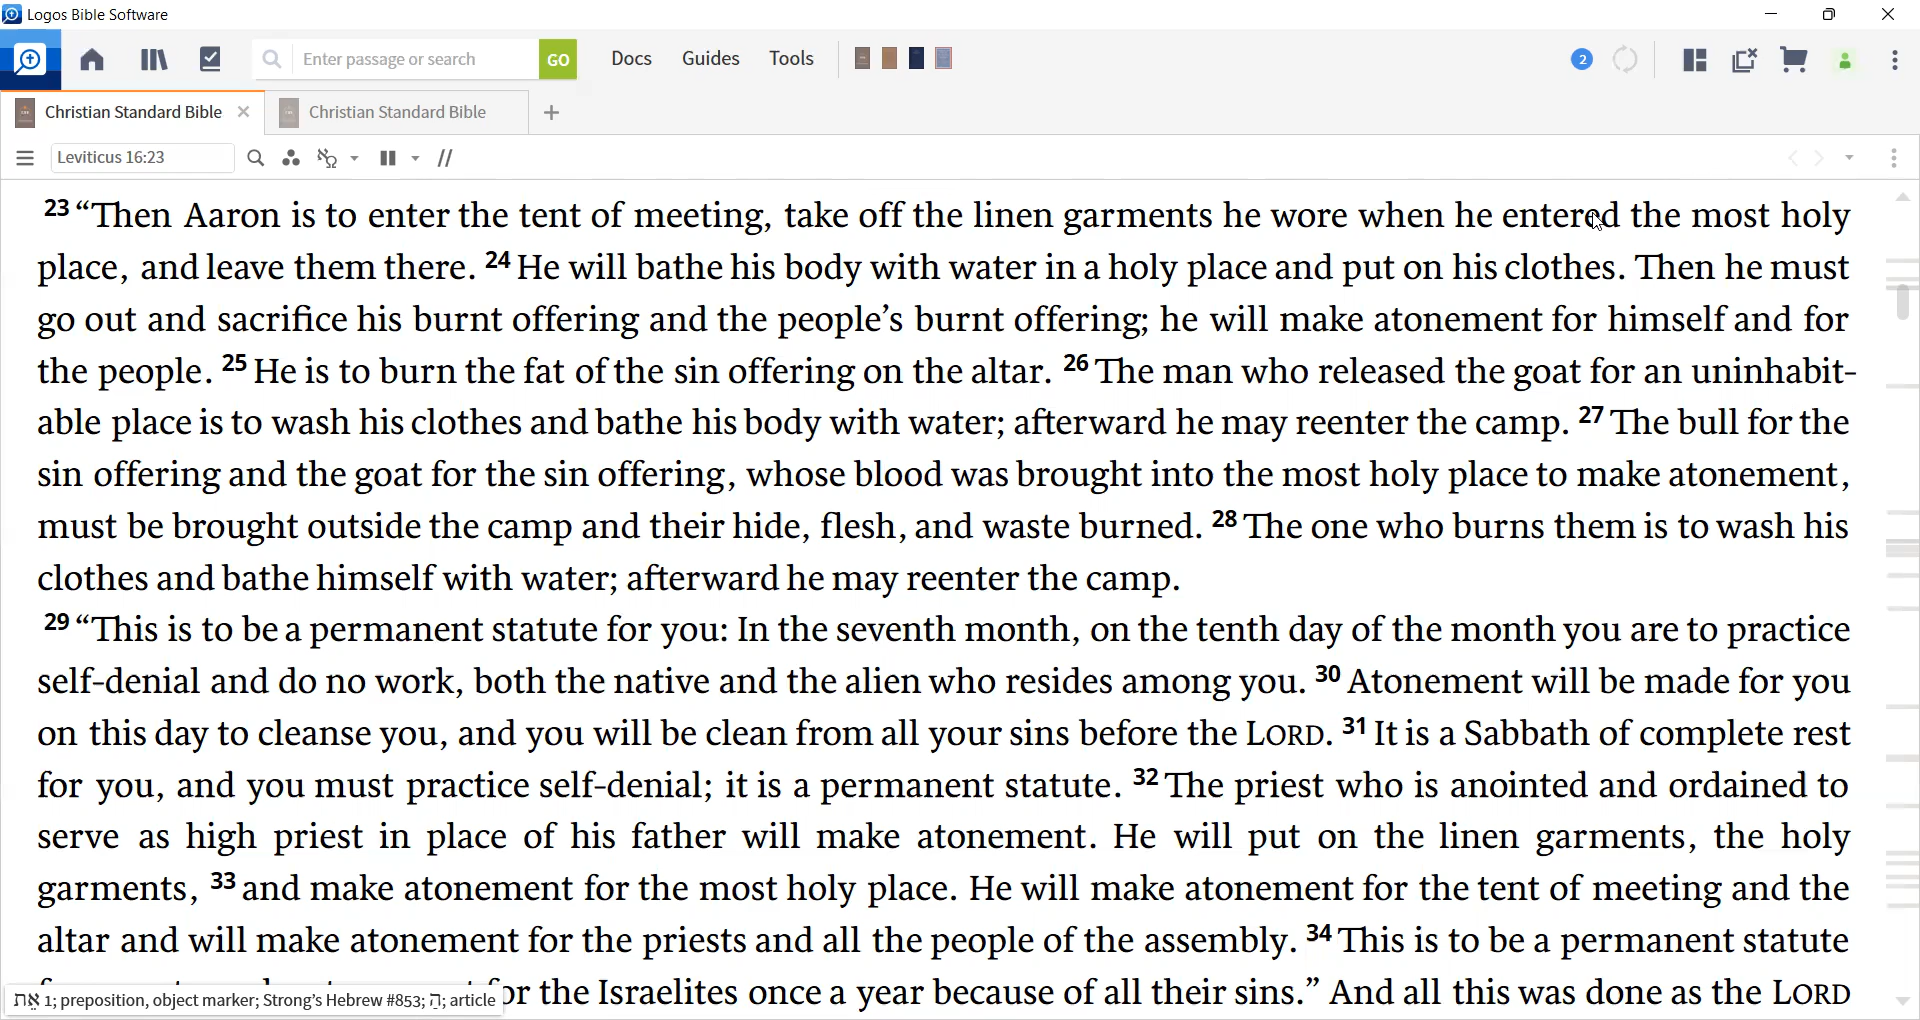 Logos Bible Software
Enter passage or search GO Docs Guides Tools 2
Christian Standard Bible Christian Standard Bible
Leviticus 16:23
23 “Then Aaron is to enter the tent of meeting, take off the linen garments he wore when he entered the most holy
place, and leave them there. 24 He will bathe his body with water in a holy place and put on his clothes. Then he must
go out and sacrifice his burnt offering and the people’s burnt offering; he will make atonement for himself and for
the people. 25 He is to burn the fat of the sin offering on the altar. 26 The man who released the goat for an uninhabit-
able place is to wash his clothes and bathe his body with water; afterward he may reenter the camp. 27 The bull for the
sin offering and the goat for the sin offering, whose blood was brought into the most holy place to make atonement,
must be brought outside the camp and their hide, flesh, and waste burned. 28 The one who burns them is to wash his
clothes and bathe himself with water; afterward he may reenter the camp.
29 “This is to be a permanent statute for you: In the seventh month, on the tenth day of the month you are to practice
self-denial and do no work, both the native and the alien who resides among you. 30 Atonement will be made for you
on this day to cleanse you, and you will be clean from all your sins before the LORD. 31 It is a Sabbath of complete rest
for you, and you must practice self-denial; it is a permanent statute. 32 The priest who is anointed and ordained to
serve as high priest in place of his father will make atonement. He will put on the linen garments, the holy
garments, 33 and make atonement for the most holy place. He will make atonement for the tent of meeting and the
altar and will make atonement for the priests and all the people of the assembly. 34 This is to be a permanent statute
the Israelites once a year because of all their sins.” And all this was done as the LORD
אֵת 1; preposition, object marker; Strong’s Hebrew #853; הַ; article